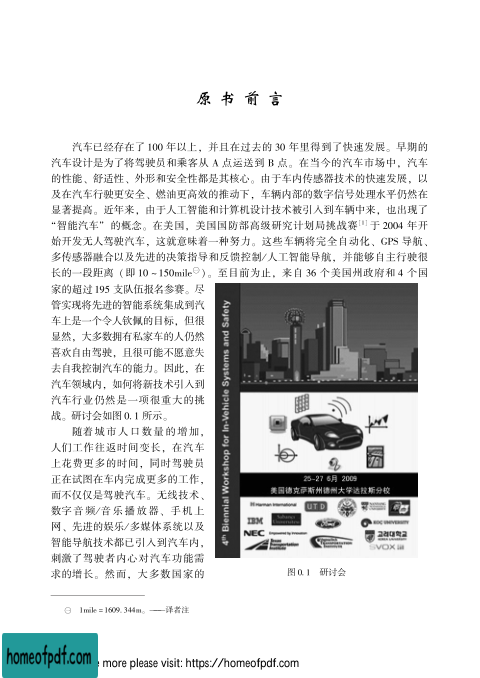 原 书 前 言
汽车已经存在了 100 年以上，并且在过去的 30 年里得到了快速发展。早期的
汽车设计是为了将驾驶员和乘客从 A 点运送到 B 点。在当今的汽车市场中，汽车
的性能、舒适性、外形和安全性都是其核心。由于车内传感器技术的快速发展，以
及在汽车行驶更安全、燃油更高效的推动下，车辆内部的数字信号处理水平仍然在
显著提高。近年来，由于人工智能和计算机设计技术被引入到车辆中来，也出现了
“智能汽车”的概念。在美国，美国国防部高级研究计划局挑战赛[1]于 2004 年开
始开发无人驾驶汽车，这就意味着一种努力。这些车辆将完全自动化、GPS 导航、
多传感器融合以及先进的决策指导和反馈控制/人工智能导航，并能够自主行驶很
长的一段距离（即 10 ~ 150mile㊀）。至目前为止，来自 36 个美国州政府和 4 个国
家的超过 195 支队伍报名参赛。尽
管实现将先进的智能系统集成到汽
车上是一个令人钦佩的目标，但很
显然，大多数拥有私家车的人仍然
喜欢自由驾驶，且很可能不愿意失
去自我控制汽车的能力。因此，在
汽车领域内，如何将新技术引入到
汽车行业仍然是一项很重大的挑
战。研讨会如图 0.1 所示。
随着城市人口数量的增加，
人们工作往返时间变长，在汽车
上花费更多的时间，同时驾驶员
正在试图在车内完成更多的工作，
而不仅仅是驾驶汽车。无线技术、
数字音频/音乐播放器、手机上
网、先进的娱乐/多媒体系统以及
智能导航技术都已引入到汽车内，
刺激了驾驶者内心对汽车功能需
求的增长。然而，大多数国家的
4th Biennial Workshop for In-Vehicle Systems and Safety
25-27 6月 2009
美国德克萨斯州德州大学达拉斯分校
Harman International
UTD
IBM
NEC Empowered by Innovation
Texas Transportation Institute
KOÇ UNIVERSITY
고려대학교
SVOX
图 0.1 研讨会
㊀ 1mile = 1609.344m。——译者注
homeofpdf.com
e more please visit: https://homeofpdf.com